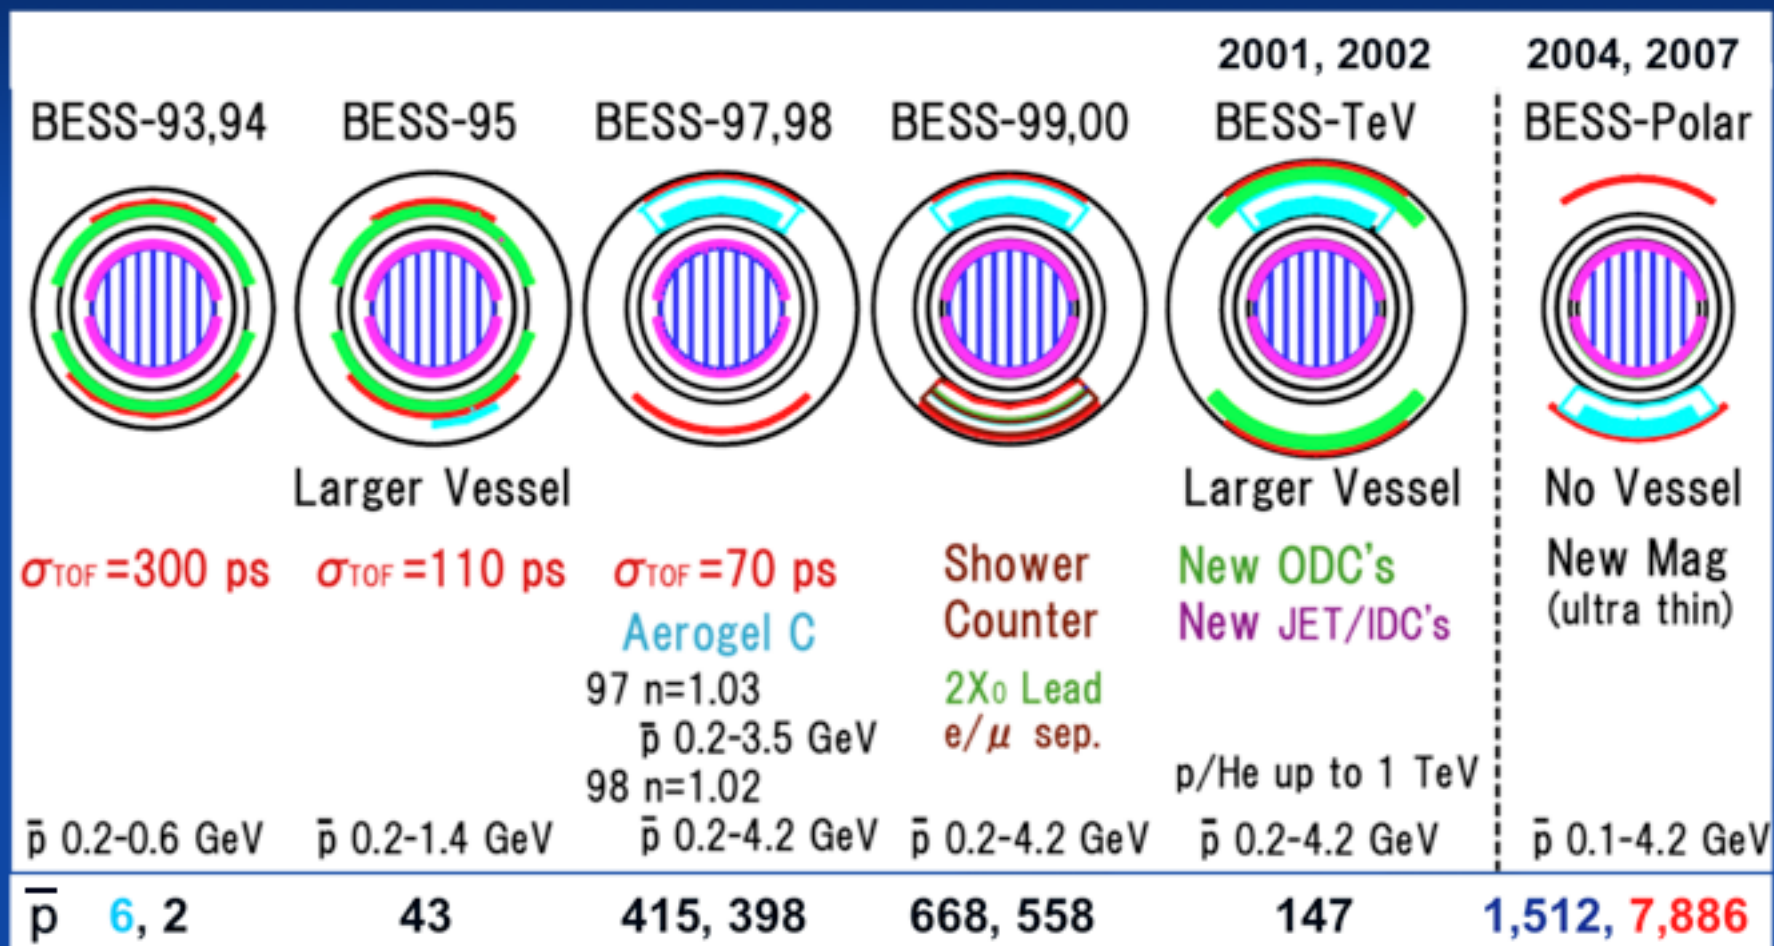 2001, 2002 2004, 2007
BESS-93,94 BESS-95 BESS-97,98 BESS-99,00 BESS-TeV BESS-Polar
Larger Vessel Larger Vessel No Vessel
σTOF=300 ps σTOF=110 ps σTOF=70 ps Shower New ODC's New Mag
Aerogel C Counter New JET/IDC's (ultra thin)
97 n=1.03 2X0 Lead
p̄ 0.2-3.5 GeV e/μ sep.
98 n=1.02 p/He up to 1 TeV
p̄ 0.2-0.6 GeV p̄ 0.2-1.4 GeV p̄ 0.2-4.2 GeV p̄ 0.2-4.2 GeV p̄ 0.2-4.2 GeV p̄ 0.1-4.2 GeV
p̄ 6, 2 43 415, 398 668, 558 147 1,512, 7,886